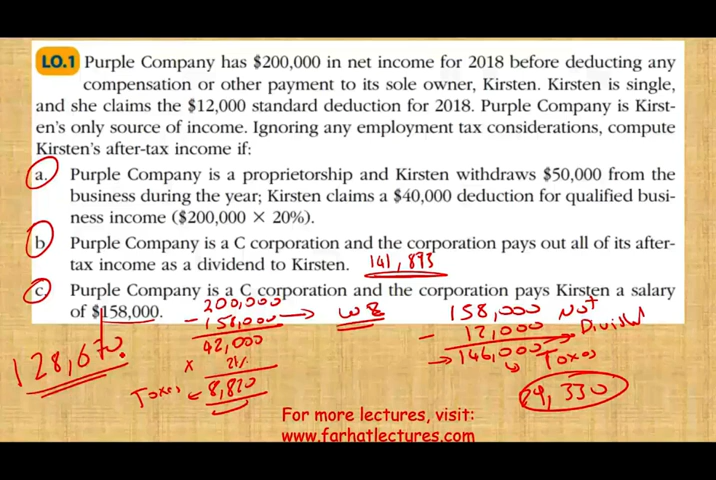 LO.1 Purple Company has $200,000 in net income for 2018 before deducting any
compensation or other payment to its sole owner, Kirsten. Kirsten is single,
and she claims the $12,000 standard deduction for 2018. Purple Company is Kirst-
en's only source of income. Ignoring any employment tax considerations, compute
Kirsten's after-tax income if:
a. Purple Company is a proprietorship and Kirsten withdraws $50,000 from the
business during the year; Kirsten claims a $40,000 deduction for qualified busi-
ness income ($200,000 × 20%).
b. Purple Company is a C corporation and the corporation pays out all of its after-
tax income as a dividend to Kirsten. 141,893
c. Purple Company is a C corporation and the corporation pays Kirsten a salary
of $158,000.
200,000
- 158,000 → W2
42,000
× 21%
Taxes ← 8,820
158,000 Not
- 12,000 Dividend
→ 146,000 → Taxes
29,330
128,670
For more lectures, visit:
www.farhatlectures.com